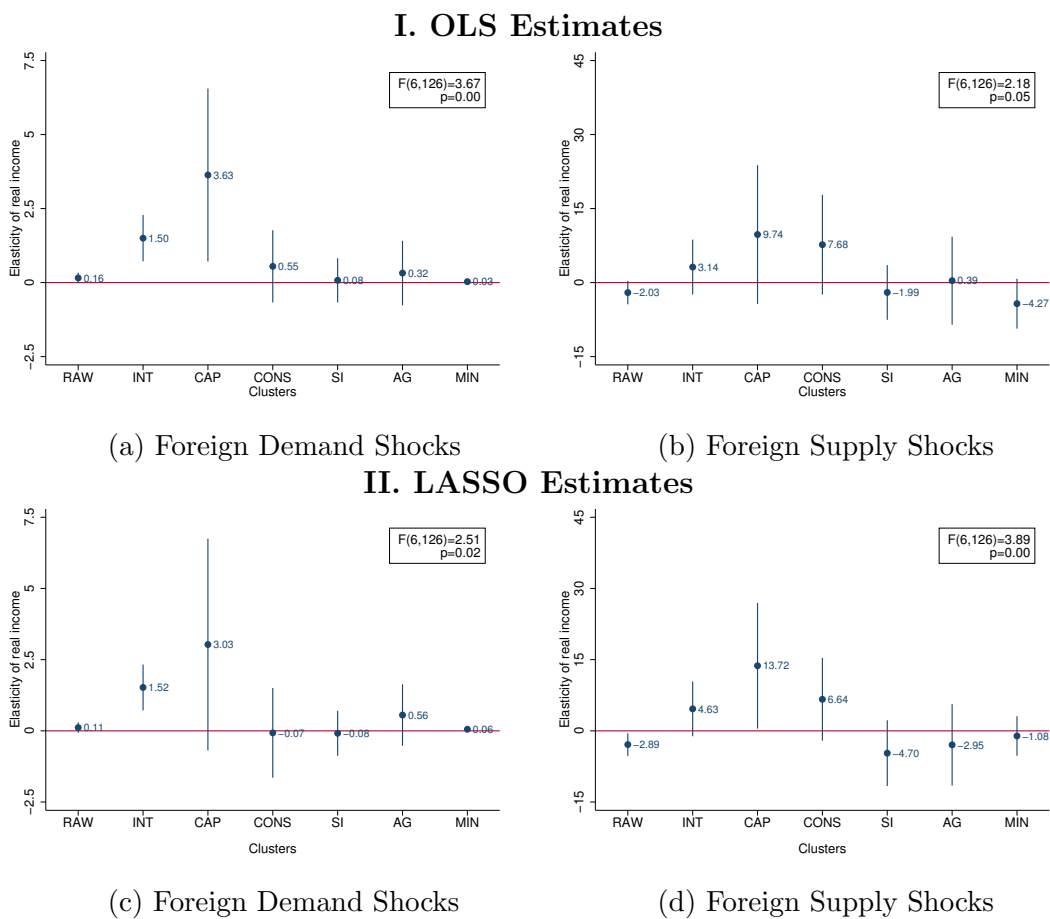 I. OLS Estimates
Elasticity of real income
7.5
5
2.5
0
−2.5
F(6,126)=3.67
p=0.00
0.16
1.50
3.63
0.55
0.08
0.32
0.03
RAW INT CAP CONS SI AG MIN
Clusters
(a) Foreign Demand Shocks
Elasticity of real income
45
30
15
0
−15
F(6,126)=2.18
p=0.05
−2.03
3.14
9.74
7.68
−1.99
0.39
−4.27
RAW INT CAP CONS SI AG MIN
Clusters
(b) Foreign Supply Shocks
II. LASSO Estimates
Elasticity of real income
7.5
5
2.5
0
−2.5
F(6,126)=2.51
p=0.02
0.11
1.52
3.03
−0.07
−0.08
0.56
0.06
RAW INT CAP CONS SI AG MIN
Clusters
(c) Foreign Demand Shocks
Elasticity of real income
45
30
15
0
−15
F(6,126)=3.89
p=0.00
−2.89
4.63
13.72
6.64
−4.70
−2.95
−1.08
RAW INT CAP CONS SI AG MIN
Clusters
(d) Foreign Supply Shocks